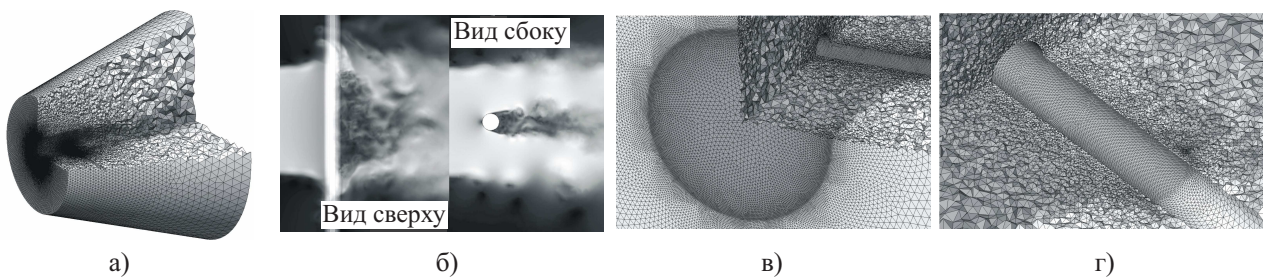 Вид сбоку
Вид сверху
а)
б)
в)
г)